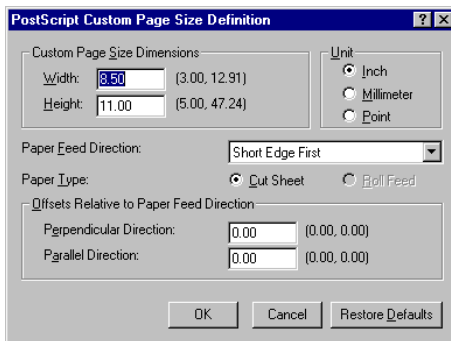 PostScript Custom Page Size Definition
Custom Page Size Dimensions
Unit
Width: 8.50 (3.00, 12.91)
Inch
Height: 11.00 (5.00, 47.24)
Millimeter
Point
Paper Feed Direction: Short Edge First
Paper Type: Cut Sheet Roll Feed
Offsets Relative to Paper Feed Direction
Perpendicular Direction: 0.00 (0.00, 0.00)
Parallel Direction: 0.00 (0.00, 0.00)
OK Cancel Restore Defaults